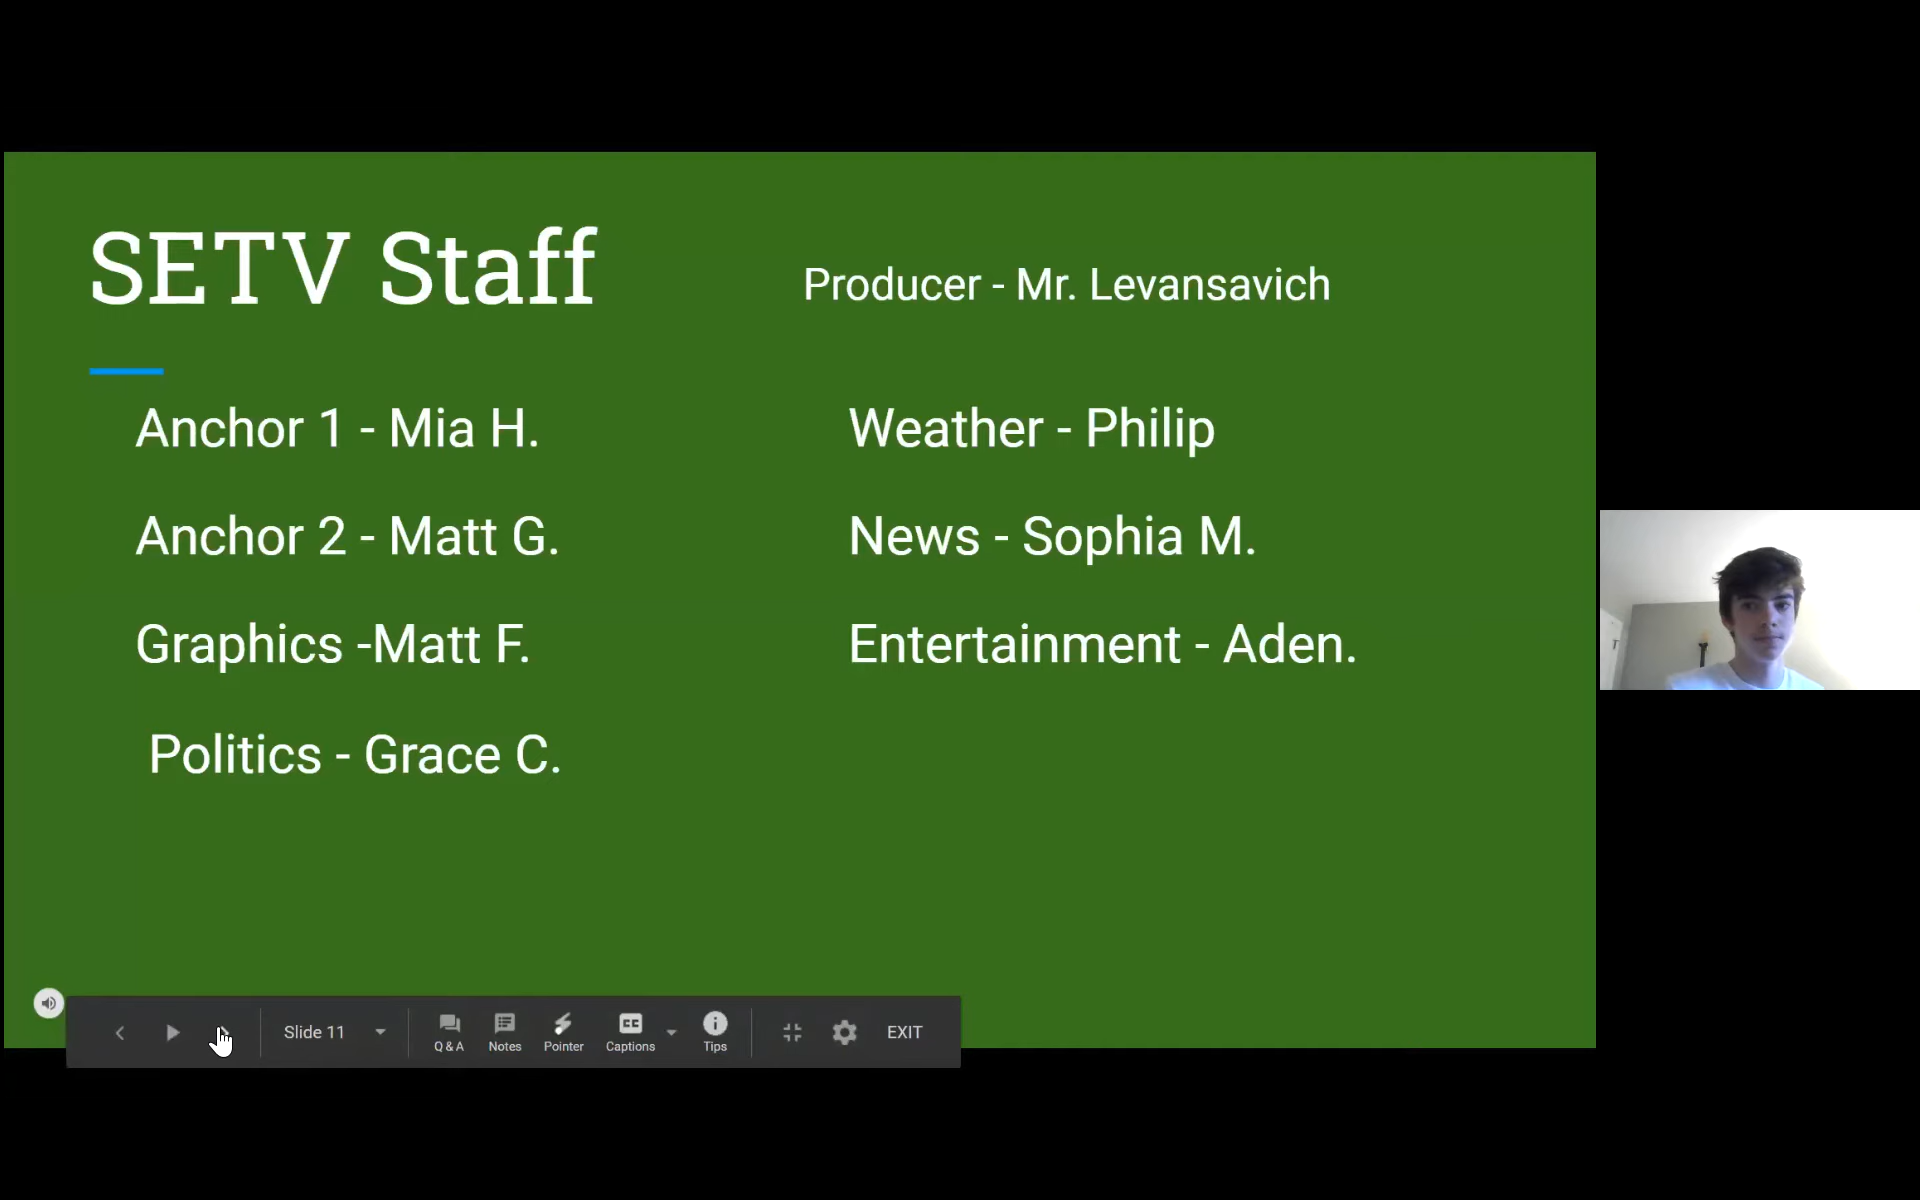 SETV Staff
Producer - Mr. Levansavich
Anchor 1 - Mia H.
Anchor 2 - Matt G.
Graphics -Matt F.
Politics - Grace C.
Weather - Philip
News - Sophia M.
Entertainment - Aden.
Slide 11
Q & A
Notes
Pointer
CC
Captions
Tips
EXIT